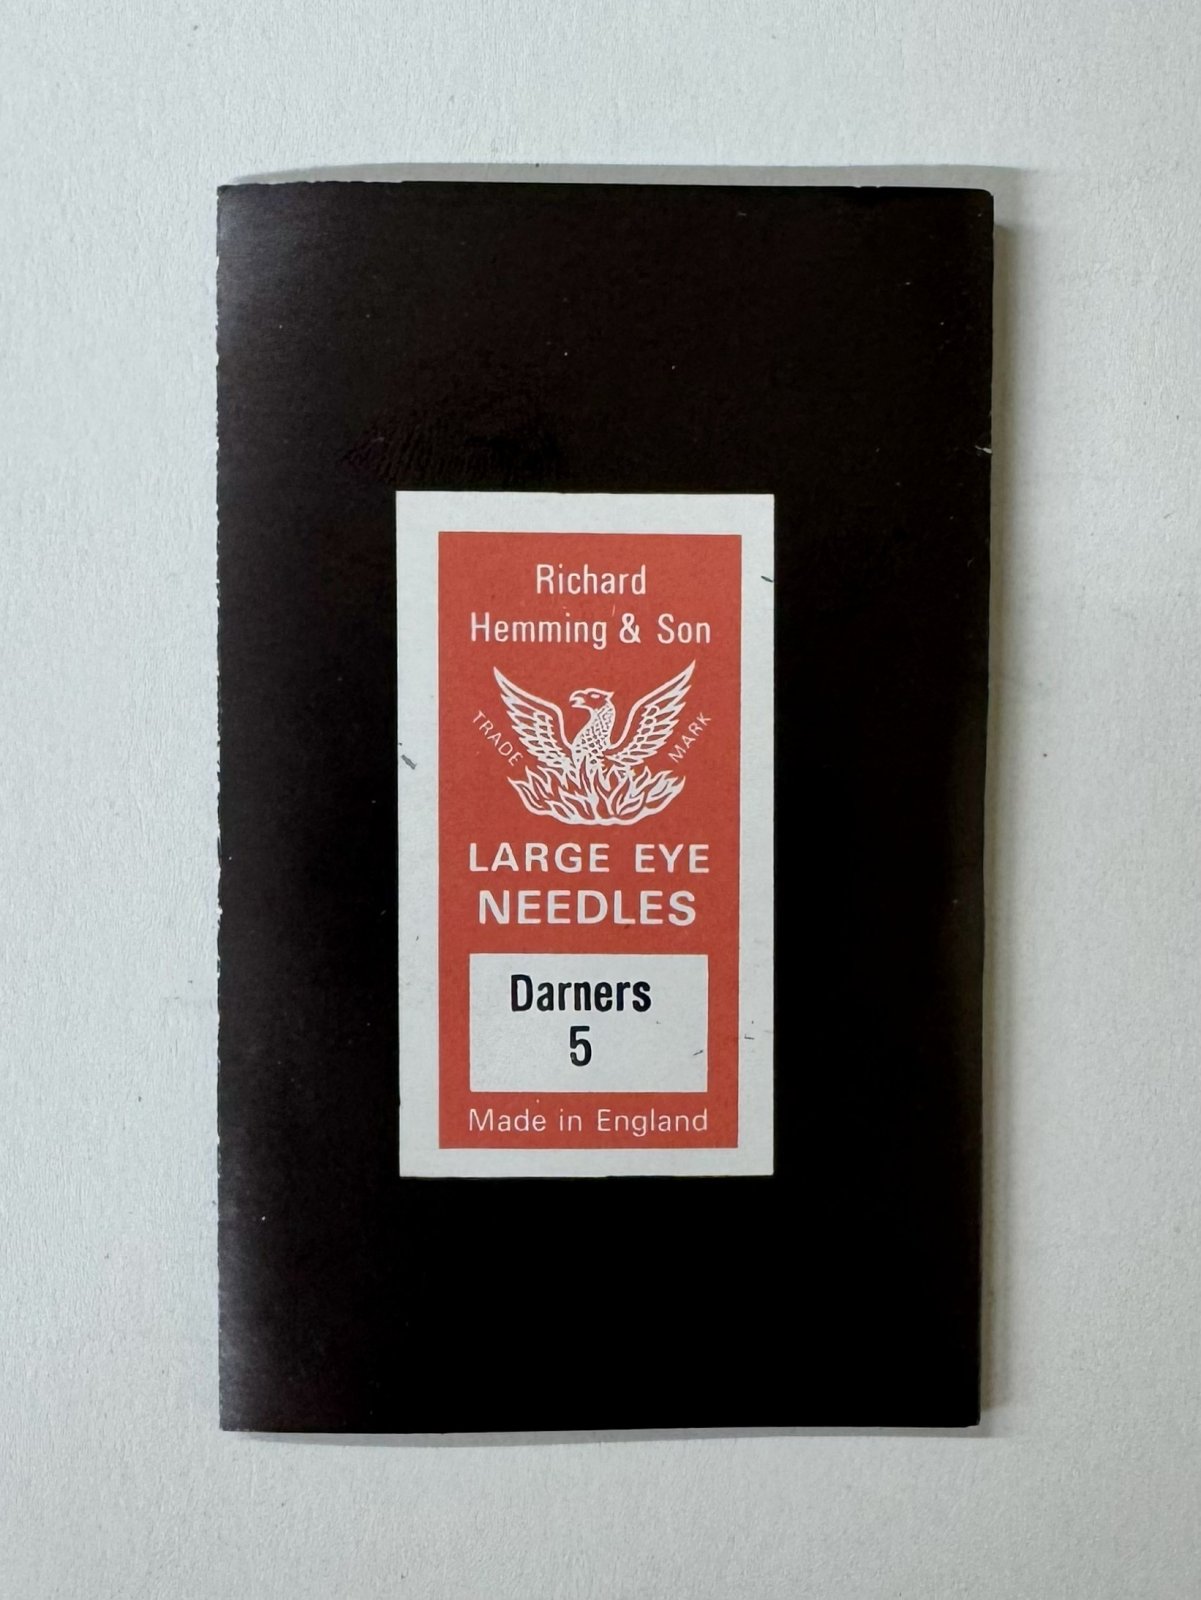 Richard
Hemming & Son
TRADE MARK
LARGE EYE
NEEDLES
Darners
5
Made in England